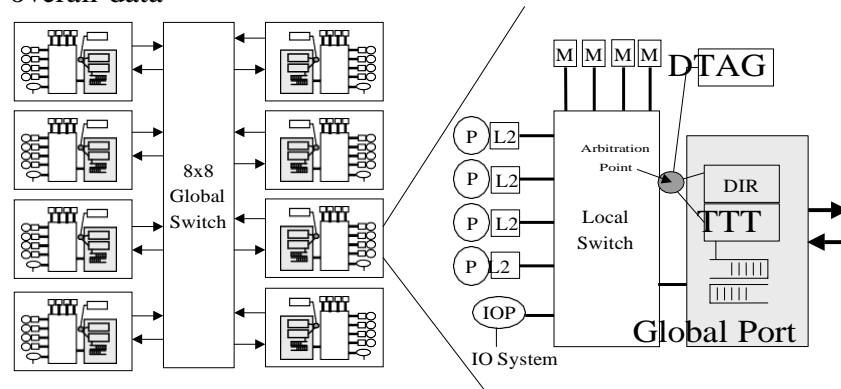 overall data
8x8
Global
Switch
M M M M
DTAG
P L2
P L2
P L2
P L2
Arbitration
Point
Local
Switch
DIR
TTT
IOP
IO System
Global Port